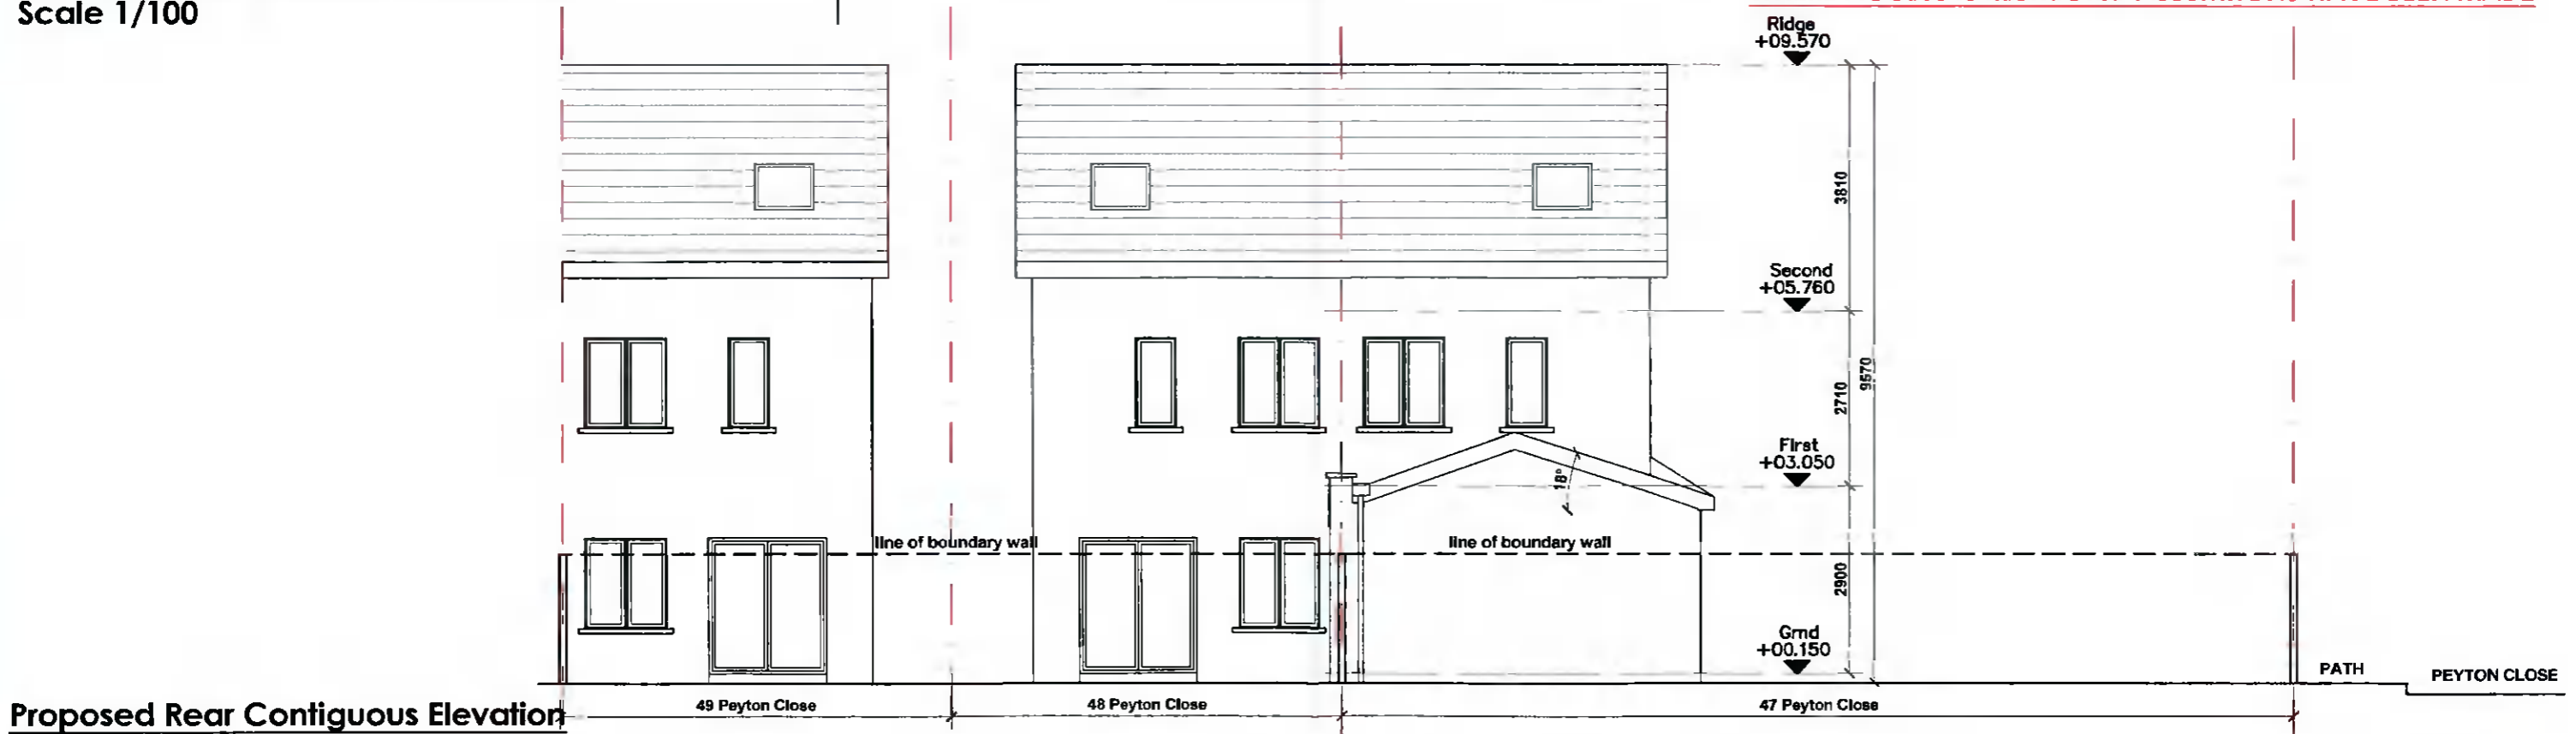 Scale 1/100
Ridge
+09.570
3810
Second
+05.760
9570
2710
First
+03.050
18°
line of boundary wall
line of boundary wall
2900
Grnd
+00.150
PATH
PEYTON CLOSE
49 Peyton Close
48 Peyton Close
47 Peyton Close
Proposed Rear Contiguous Elevation